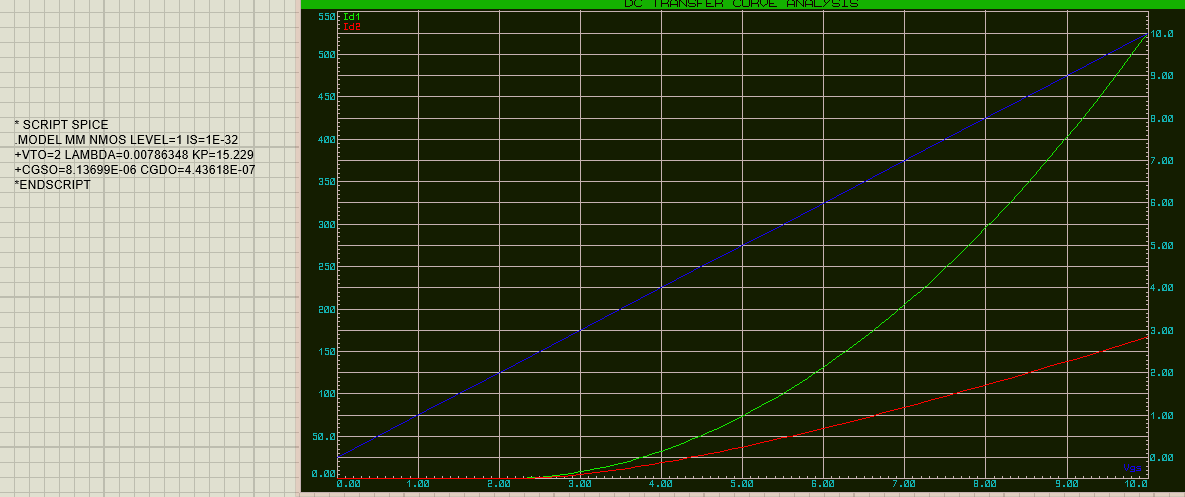 DC TRANSFER CURVE ANALYSIS
* SCRIPT SPICE
.MODEL MM NMOS LEVEL=1 IS=1E-32
+VTO=2 LAMBDA=0.00786348 KP=15.229
+CGSO=8.13699E-06 CGDO=4.43618E-07
*ENDSCRIPT
Id1
Id2
550
500
450
400
350
300
250
200
150
100
50.0
0.00
0.00 1.00 2.00 3.00 4.00 5.00 6.00 7.00 8.00 9.00 10.0
10.0
9.00
8.00
7.00
6.00
5.00
4.00
3.00
2.00
1.00
0.00